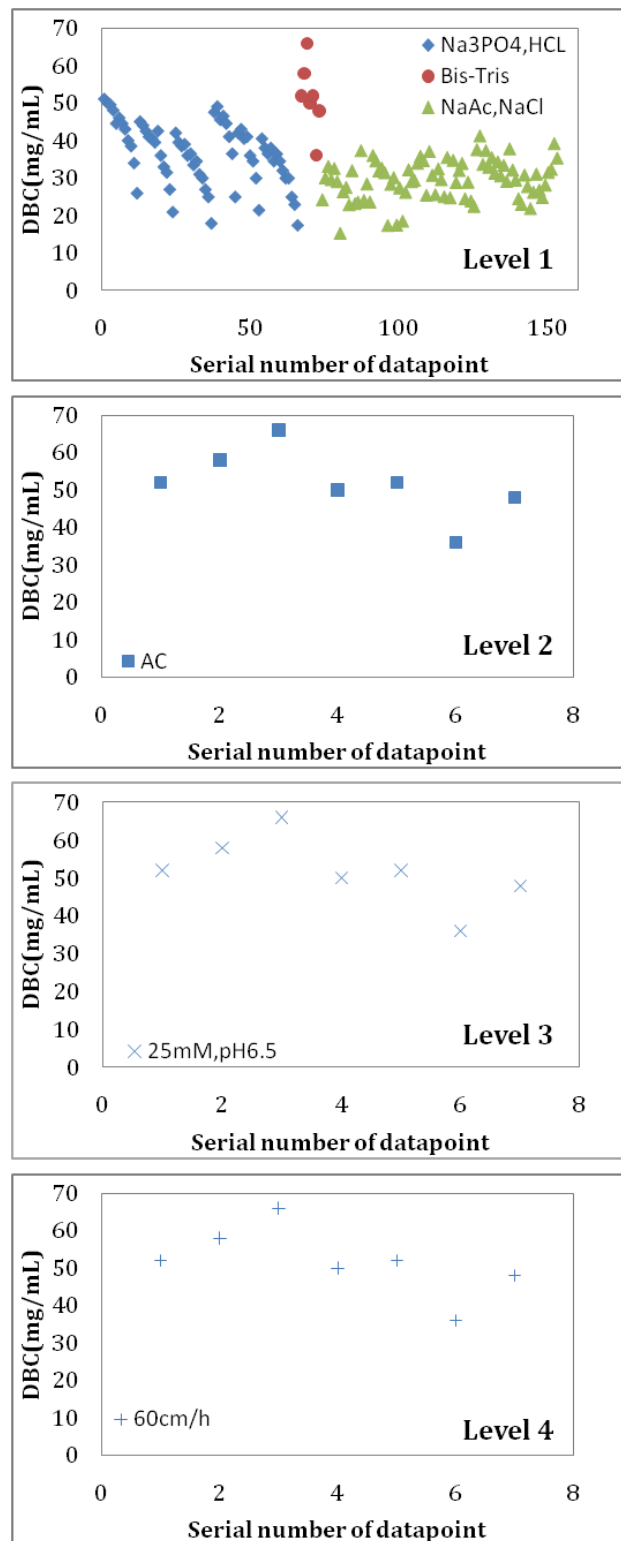 70
60
50
40
30
20
10
0
DBC(mg/mL)
Na3PO4,HCL
Bis-Tris
NaAc,NaCl
Level 1
0 50 100 150
Serial number of datapoint
70
60
50
40
30
20
10
0
DBC(mg/mL)
AC
Level 2
0 2 4 6 8
Serial number of datapoint
70
60
50
40
30
20
10
0
DBC(mg/mL)
25mM,pH6.5
Level 3
0 2 4 6 8
Serial number of datapoint
70
60
50
40
30
20
10
0
DBC(mg/mL)
60cm/h
Level 4
0 2 4 6 8
Serial number of datapoint